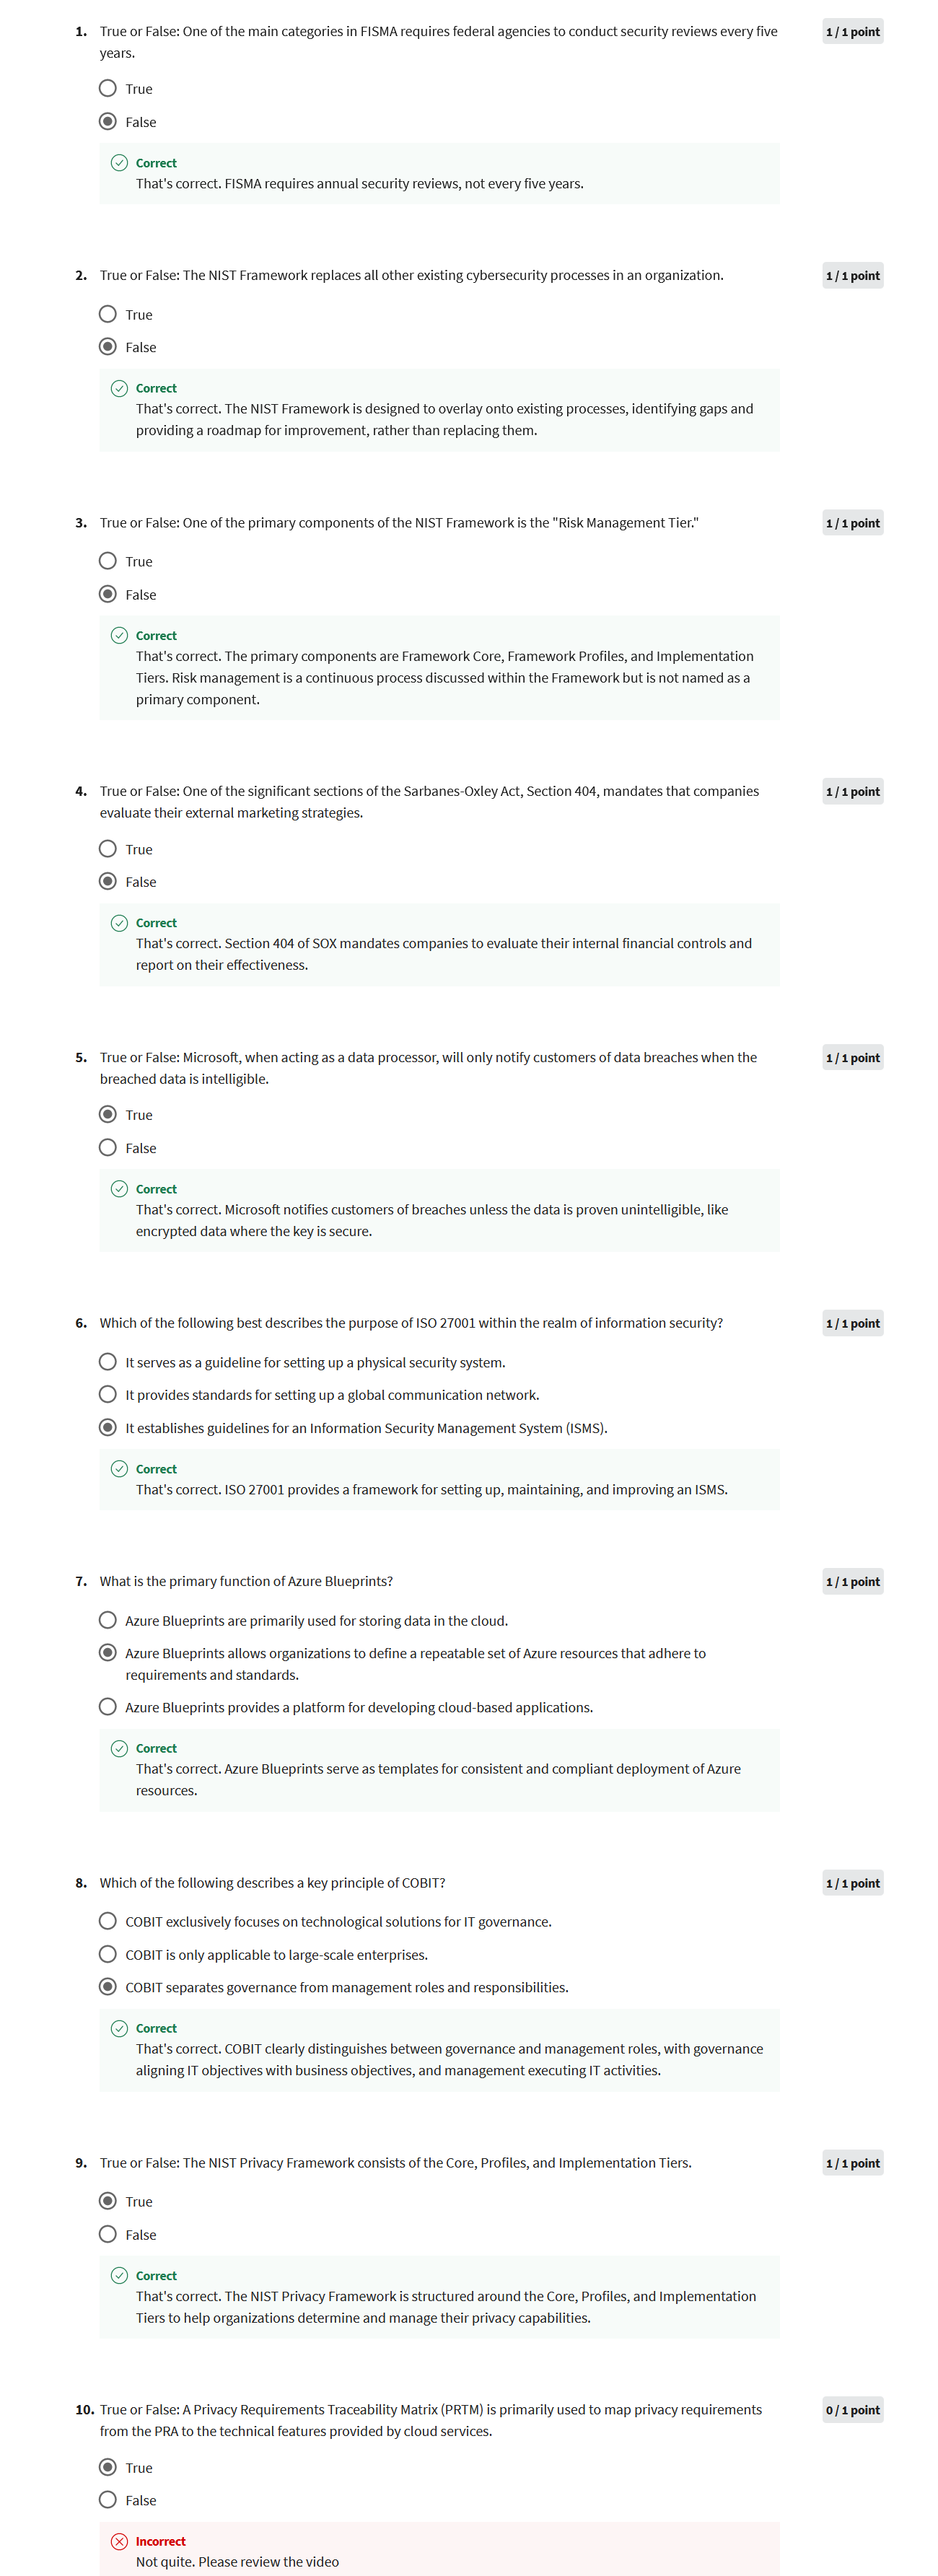 1. True or False: One of the main categories in FISMA requires federal agencies to conduct security reviews every five
years.
1 / 1 point
True
False
Correct
That's correct. FISMA requires annual security reviews, not every five years.
2. True or False: The NIST Framework replaces all other existing cybersecurity processes in an organization.
1 / 1 point
True
False
Correct
That's correct. The NIST Framework is designed to overlay onto existing processes, identifying gaps and
providing a roadmap for improvement, rather than replacing them.
3. True or False: One of the primary components of the NIST Framework is the "Risk Management Tier."
1 / 1 point
True
False
Correct
That's correct. The primary components are Framework Core, Framework Profiles, and Implementation
Tiers. Risk management is a continuous process discussed within the Framework but is not named as a
primary component.
4. True or False: One of the significant sections of the Sarbanes-Oxley Act, Section 404, mandates that companies
evaluate their external marketing strategies.
1 / 1 point
True
False
Correct
That's correct. Section 404 of SOX mandates companies to evaluate their internal financial controls and
report on their effectiveness.
5. True or False: Microsoft, when acting as a data processor, will only notify customers of data breaches when the
breached data is intelligible.
1 / 1 point
True
False
Correct
That's correct. Microsoft notifies customers of breaches unless the data is proven unintelligible, like
encrypted data where the key is secure.
6. Which of the following best describes the purpose of ISO 27001 within the realm of information security?
1 / 1 point
It serves as a guideline for setting up a physical security system.
It provides standards for setting up a global communication network.
It establishes guidelines for an Information Security Management System (ISMS).
Correct
That's correct. ISO 27001 provides a framework for setting up, maintaining, and improving an ISMS.
7. What is the primary function of Azure Blueprints?
1 / 1 point
Azure Blueprints are primarily used for storing data in the cloud.
Azure Blueprints allows organizations to define a repeatable set of Azure resources that adhere to
requirements and standards.
Azure Blueprints provides a platform for developing cloud-based applications.
Correct
That's correct. Azure Blueprints serve as templates for consistent and compliant deployment of Azure
resources.
8. Which of the following describes a key principle of COBIT?
1 / 1 point
COBIT exclusively focuses on technological solutions for IT governance.
COBIT is only applicable to large-scale enterprises.
COBIT separates governance from management roles and responsibilities.
Correct
That's correct. COBIT clearly distinguishes between governance and management roles, with governance
aligning IT objectives with business objectives, and management executing IT activities.
9. True or False: The NIST Privacy Framework consists of the Core, Profiles, and Implementation Tiers.
1 / 1 point
True
False
Correct
That's correct. The NIST Privacy Framework is structured around the Core, Profiles, and Implementation
Tiers to help organizations determine and manage their privacy capabilities.
10. True or False: A Privacy Requirements Traceability Matrix (PRTM) is primarily used to map privacy requirements
from the PRA to the technical features provided by cloud services.
0 / 1 point
True
False
Incorrect
Not quite. Please review the video